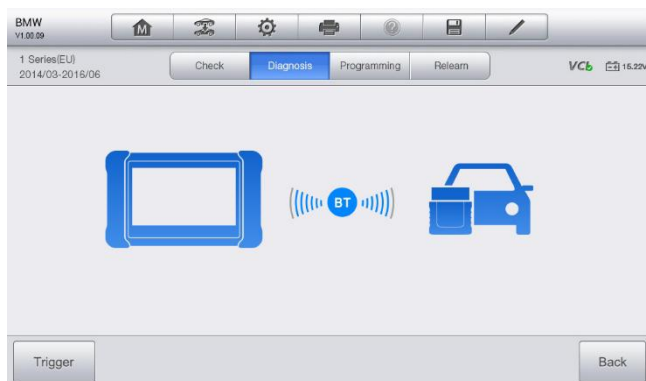 BMW
V1.00.09
1 Series(EU)
2014/03-2016/06
Check Diagnosis Programming Relearn
VCb 15.22V
BT
Trigger Back